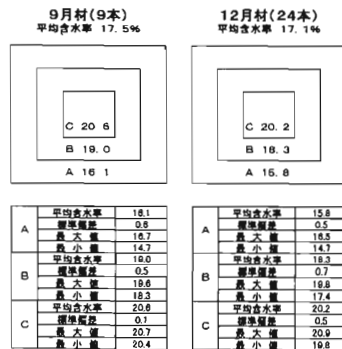 9月材(9本)
平均含水率 17.5%
C 20.6
B 19.0
A 16.1
A
平均含水率 16.1
標準偏差 0.6
最大値 16.7
最小値 14.7
B
平均含水率 19.0
標準偏差 0.5
最大値 19.6
最小値 18.3
C
平均含水率 20.6
標準偏差 0.1
最大値 20.7
最小値 20.4
12月材(24本)
平均含水率 17.1%
C 20.2
B 18.3
A 15.8
A
平均含水率 15.8
標準偏差 0.5
最大値 16.5
最小値 14.7
B
平均含水率 18.3
標準偏差 0.7
最大値 19.8
最小値 17.4
C
平均含水率 20.2
標準偏差 0.5
最大値 20.9
最小値 19.8